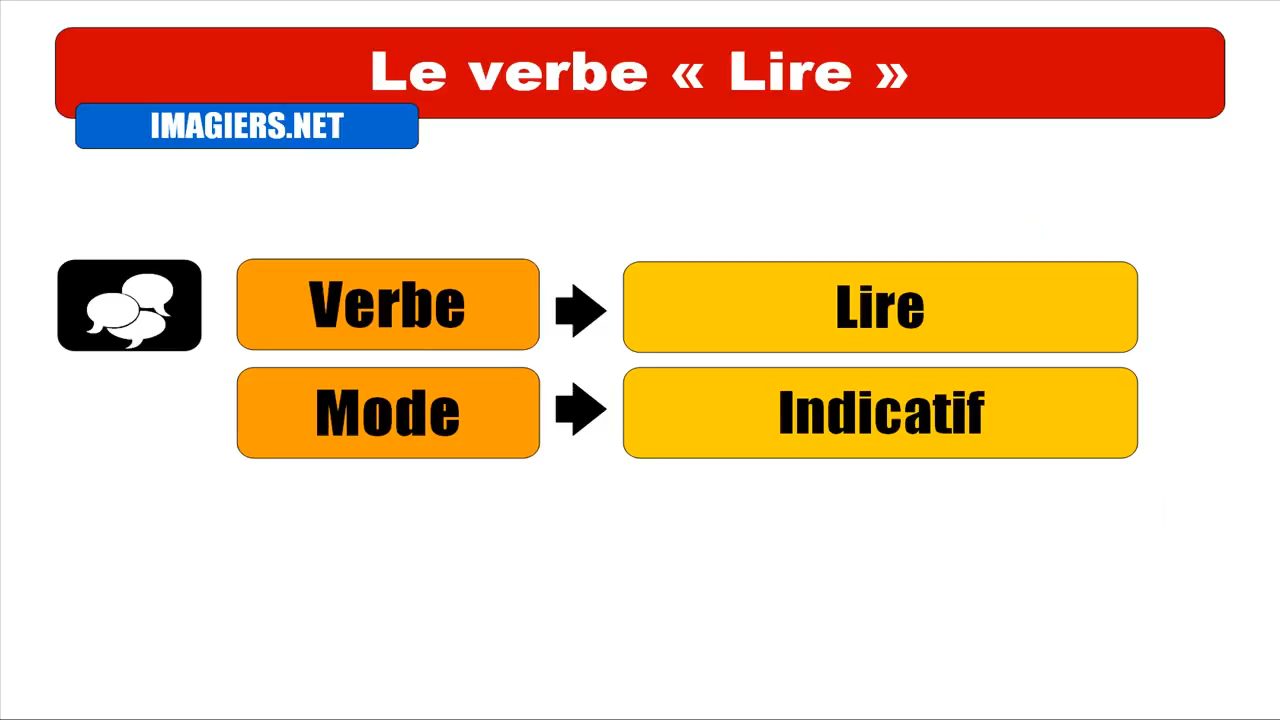 Le verbe « Lire »
IMAGIERS.NET
Verbe Lire
Mode Indicatif